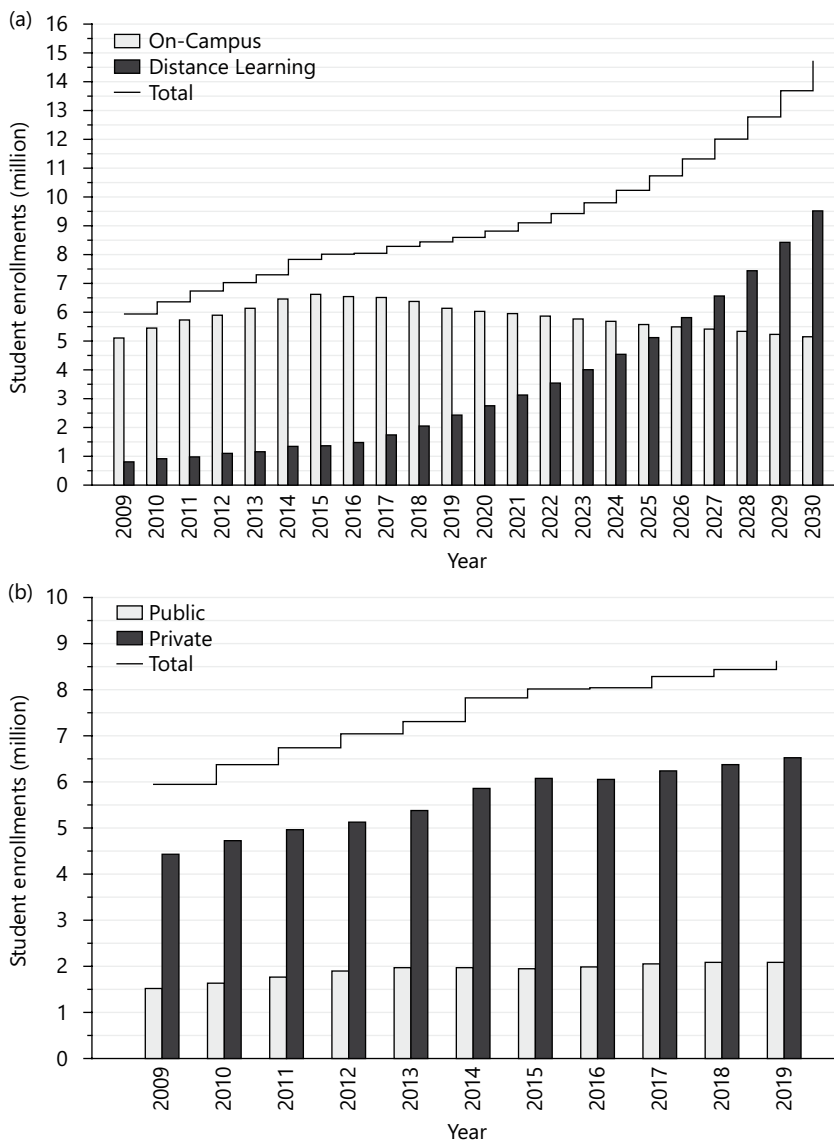 (a)
16
15
14
13
12
11
10
9
8
7
6
5
4
3
2
1
0
Student enrollments (million)
On-Campus
Distance Learning
Total
2009 2010 2011 2012 2013 2014 2015 2016 2017 2018 2019 2020 2021 2022 2023 2024 2025 2026 2027 2028 2029 2030
Year
(b)
10
9
8
7
6
5
4
3
2
1
0
Student enrollments (million)
Public
Private
Total
2009 2010 2011 2012 2013 2014 2015 2016 2017 2018 2019
Year